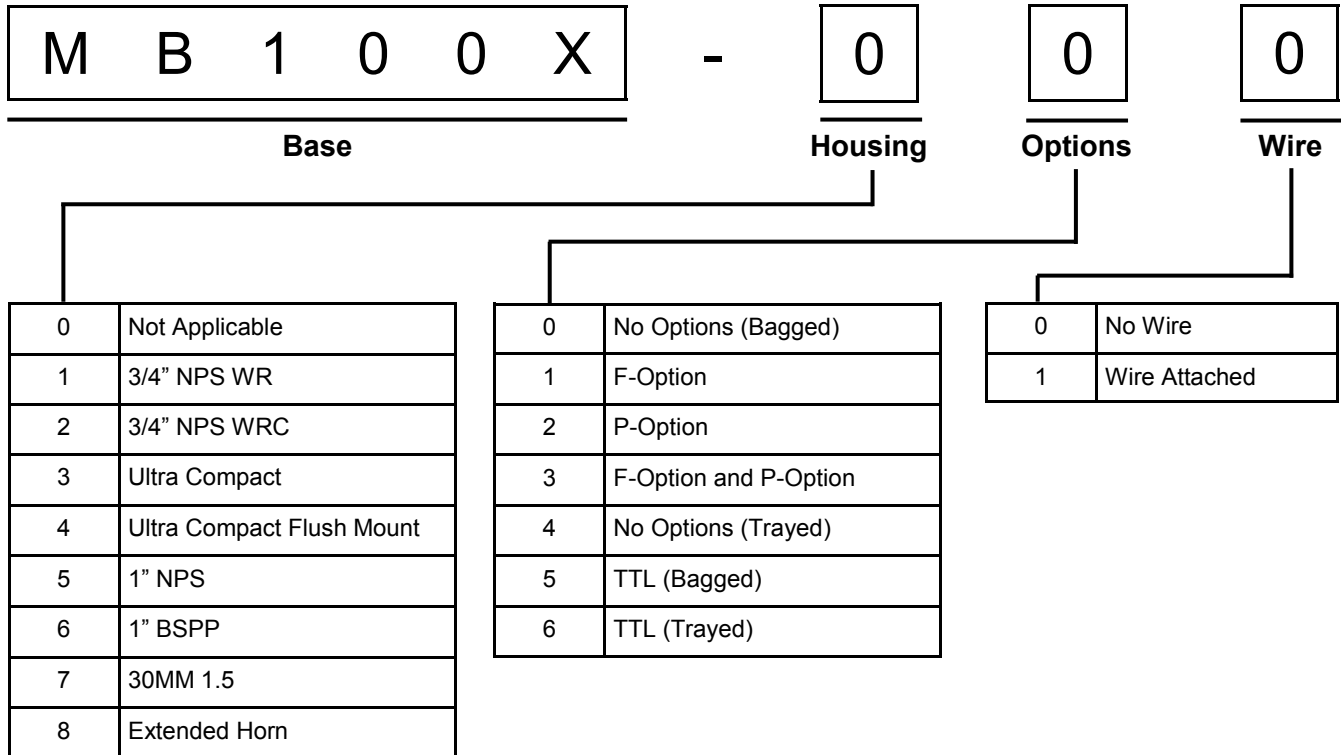 M B 1 0 0 X - 0 0 0
Base Housing Options Wire
0 Not Applicable
1 3/4” NPS WR
2 3/4” NPS WRC
3 Ultra Compact
4 Ultra Compact Flush Mount
5 1” NPS
6 1” BSPP
7 30MM 1.5
8 Extended Horn
0 No Options (Bagged)
1 F-Option
2 P-Option
3 F-Option and P-Option
4 No Options (Trayed)
5 TTL (Bagged)
6 TTL (Trayed)
0 No Wire
1 Wire Attached